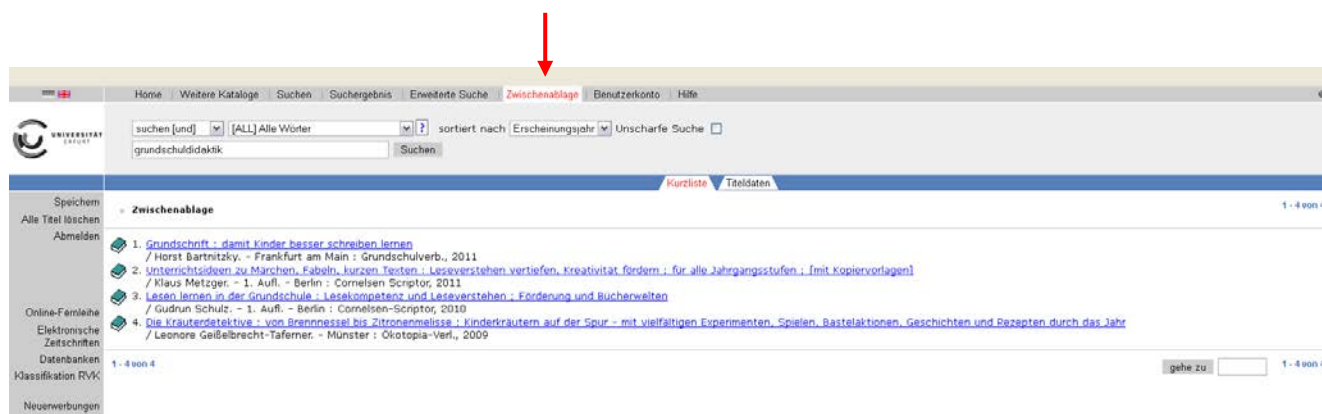 Home Weitere Kataloge Suchen Suchergebnis Erweiterte Suche Zwischenablage Benutzerkonto Hilfe
UNIVERSITÄT
ERFURT
suchen [und] [ALL] Alle Wörter ? sortiert nach Erscheinungsjahr Unscharfe Suche
grundschuldidaktik Suchen
Kurzliste Titeldaten
Speichern
Alle Titel löschen
Abmelden
Online-Fernleihe
Elektronische
Zeitschriften
Datenbanken
Klassifikation RVK
Neuerwerbungen
Zwischenablage
1 - 4 von 4
1. Grundschrift : damit Kinder besser schreiben lernen
/ Horst Bartnitzky. - Frankfurt am Main : Grundschulverb., 2011
2. Unterrichtsideen zu Märchen, Fabeln, kurzen Texten : Leseverstehen vertiefen, Kreativität fördern ; für alle Jahrgangsstufen ; [mit Kopiervorlagen]
/ Klaus Metzger. - 1. Aufl. - Berlin : Cornelsen Scriptor, 2011
3. Lesen lernen in der Grundschule : Lesekompetenz und Leseverstehen ; Förderung und Bücherwelten
/ Gudrun Schulz. - 1. Aufl. - Berlin : Cornelsen-Scriptor, 2010
4. Die Kräuterdetektive : von Brennnessel bis Zitronenmelisse ; Kinderkräutern auf der Spur - mit vielfältigen Experimenten, Spielen, Bastelaktionen, Geschichten und Rezepten durch das Jahr
/ Leonore Geißelbrecht-Taferner. - Münster : Ökotopia-Verl., 2009
1 - 4 von 4 gehe zu 1 - 4 von 4